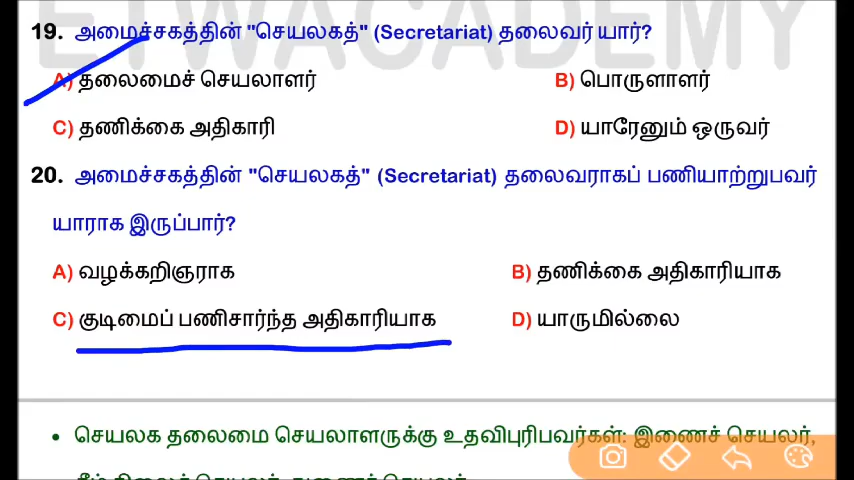 ETWACADEMY
19. அமைச்சகத்தின் "செயலகத்" (Secretariat) தலைவர் யார்?
A) தலைமைச் செயலாளர் B) பொருளாளர்
C) தணிக்கை அதிகாரி D) யாரேனும் ஒருவர்
20. அமைச்சகத்தின் "செயலகத்" (Secretariat) தலைவராகப் பணியாற்றுபவர்
யாராக இருப்பார்?
A) வழக்கறிஞராக B) தணிக்கை அதிகாரியாக
C) குடிமைப் பணிசார்ந்த அதிகாரியாக D) யாருமில்லை
• செயலக தலைமை செயலாளருக்கு உதவிபுரிபவர்கள்: இணைச் செயலர்,